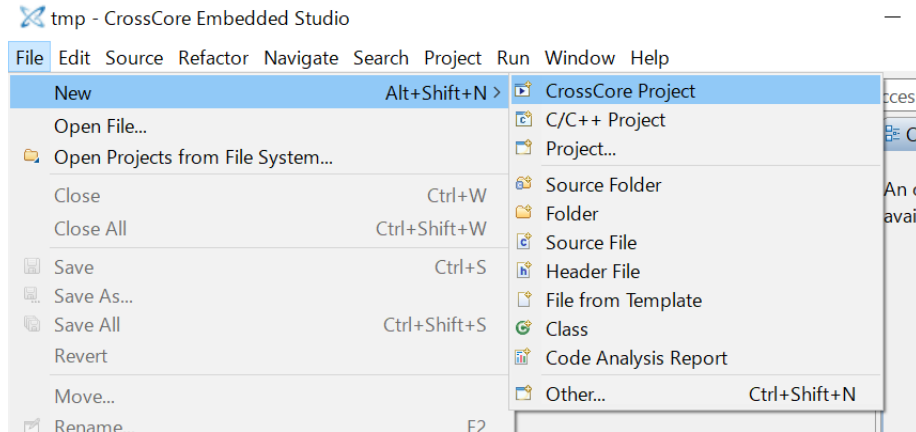 tmp - CrossCore Embedded Studio
File Edit Source Refactor Navigate Search Project Run Window Help
New Alt+Shift+N >
Open File...
Open Projects from File System...
Close Ctrl+W
Close All Ctrl+Shift+W
Save Ctrl+S
Save As...
Save All Ctrl+Shift+S
Revert
Move...
Rename... F2
CrossCore Project
C/C++ Project
Project...
Source Folder
Folder
Source File
Header File
File from Template
Class
Code Analysis Report
Other... Ctrl+Shift+N
An